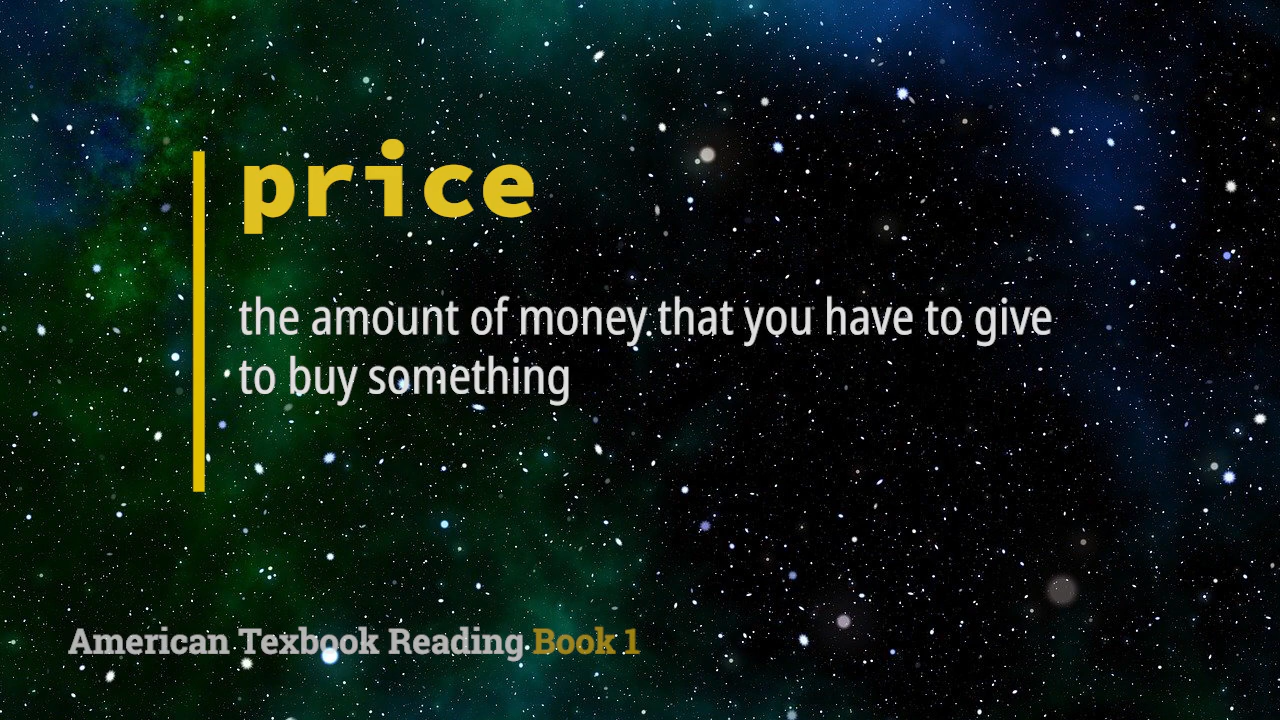 price
the amount of money that you have to give
to buy something
American Texbook Reading Book 1